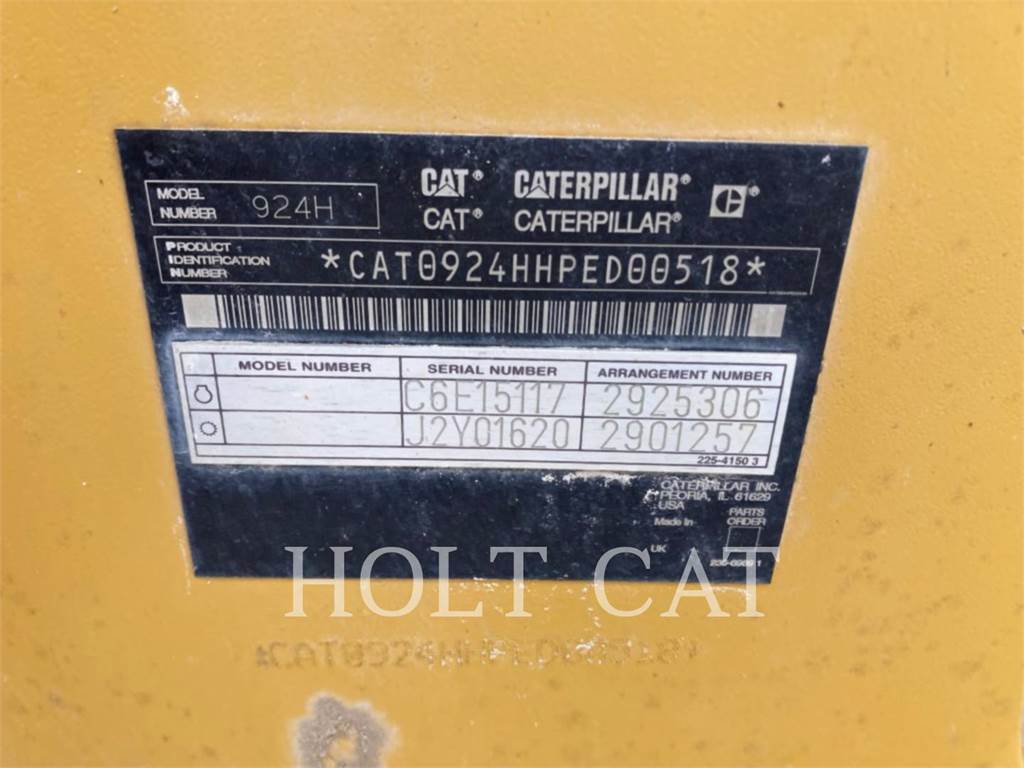 MODEL NUMBER 924H
CAT® CATERPILLAR® ®
CAT® CATERPILLAR®
PRODUCT IDENTIFICATION NUMBER *CAT0924HHPED00518*
MODEL NUMBER SERIAL NUMBER ARRANGEMENT NUMBER
C6E15117 2925306
J2Y01620 2901257
225-4150 3
CATERPILLAR INC.
PEORIA, IL 61629
USA
PARTS ORDER
Made in
UK
HOLT CAT
*CAT0924HHPED00518*